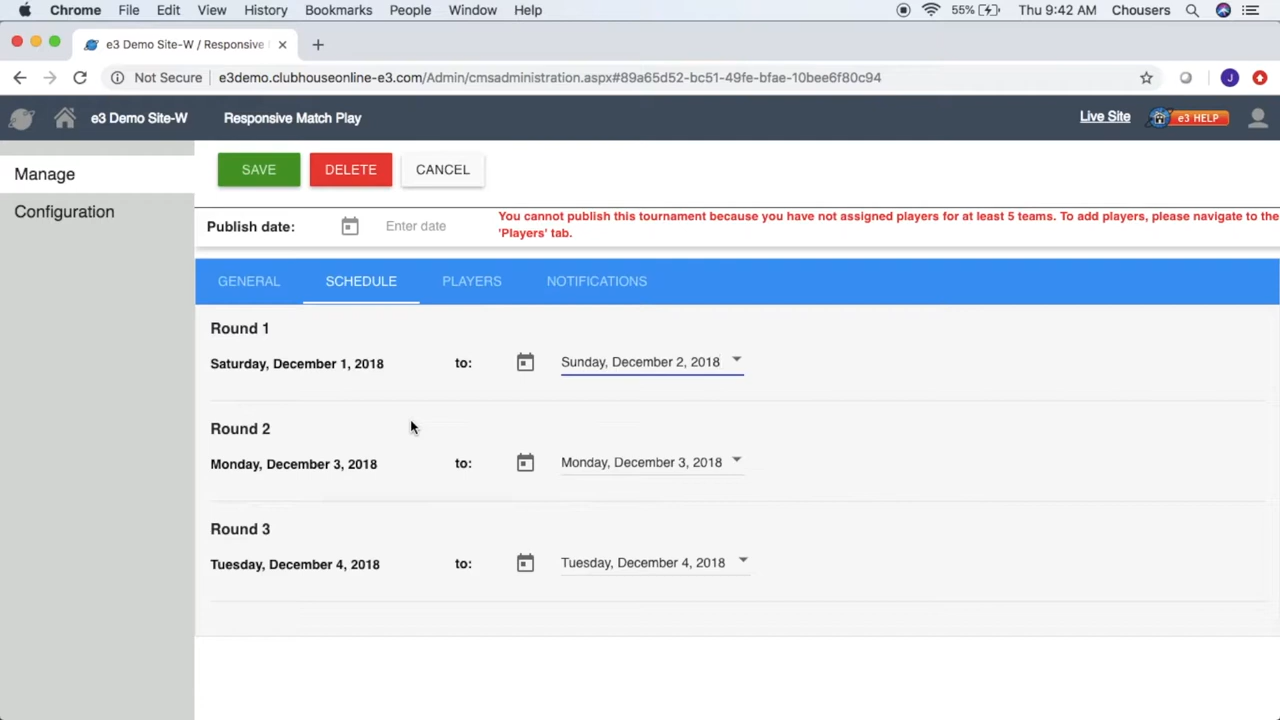 Chrome File Edit View History Bookmarks People Window Help 55% Thu 9:42 AM Chousers
e3 Demo Site-W / Responsive
Not Secure e3demo.clubhouseonline-e3.com/Admin/cmsadministration.aspx#89a65d52-bc51-49fe-bfae-10bee6f80c94 J
e3 Demo Site-W Responsive Match Play Live Site e3 HELP
Manage
Configuration
SAVE DELETE CANCEL
Publish date: Enter date
You cannot publish this tournament because you have not assigned players for at least 5 teams. To add players, please navigate to the
'Players' tab.
GENERAL SCHEDULE PLAYERS NOTIFICATIONS
Round 1
Saturday, December 1, 2018 to: Sunday, December 2, 2018
Round 2
Monday, December 3, 2018 to: Monday, December 3, 2018
Round 3
Tuesday, December 4, 2018 to: Tuesday, December 4, 2018